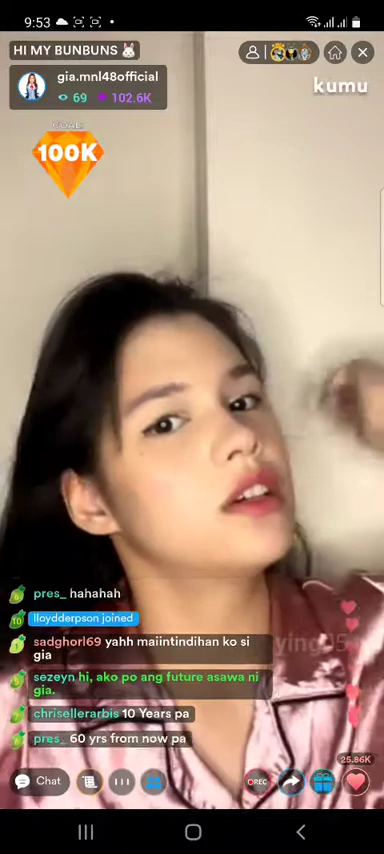 9:53
HI MY BUNBUNS 🐰
gia.mnl48official
69 102.6K
kumu
GOAL:
100K
pres_ hahahah
lloydderpson joined
sadghorl69 yahh maiintindihan ko si
gia
sezeyn hi, ako po ang future asawa ni
gia.
chrisellerarbis 10 Years pa
pres_ 60 yrs from now pa
25.86K
Chat
REC